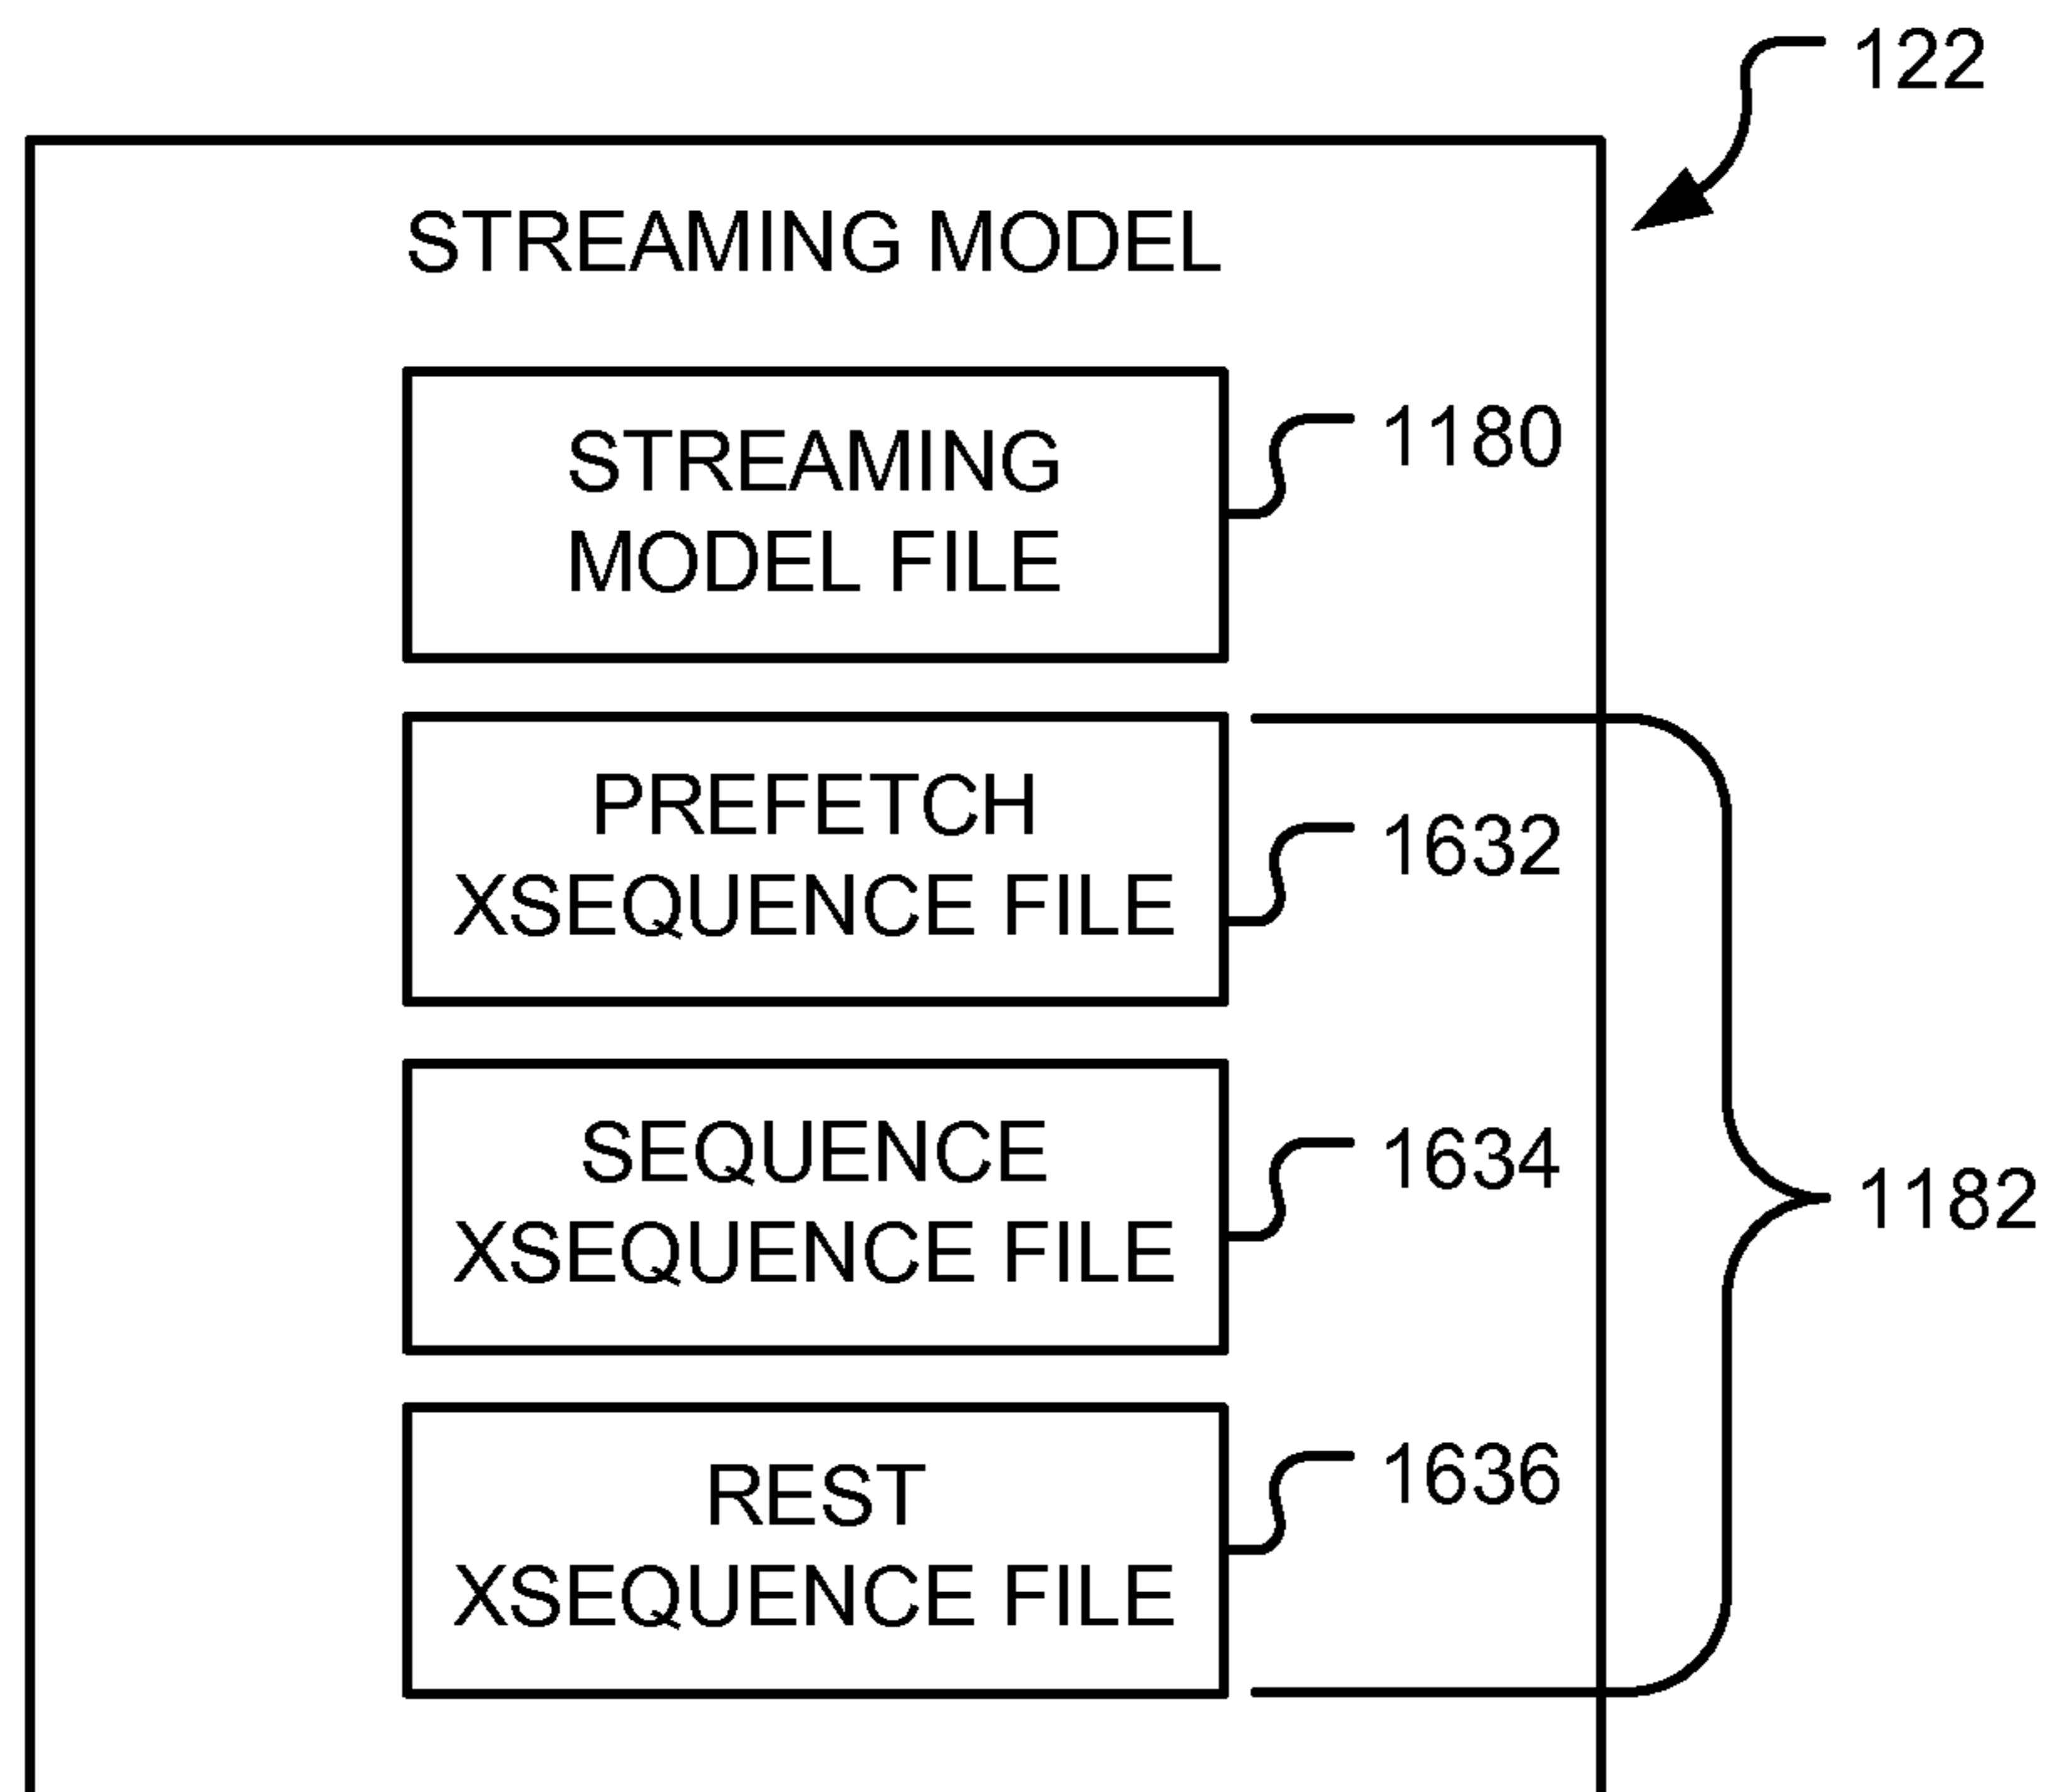 122
STREAMING MODEL
STREAMING
MODEL FILE
1180
PREFETCH
XSEQUENCE FILE
1632
SEQUENCE
XSEQUENCE FILE
1634
1182
REST
XSEQUENCE FILE
1636